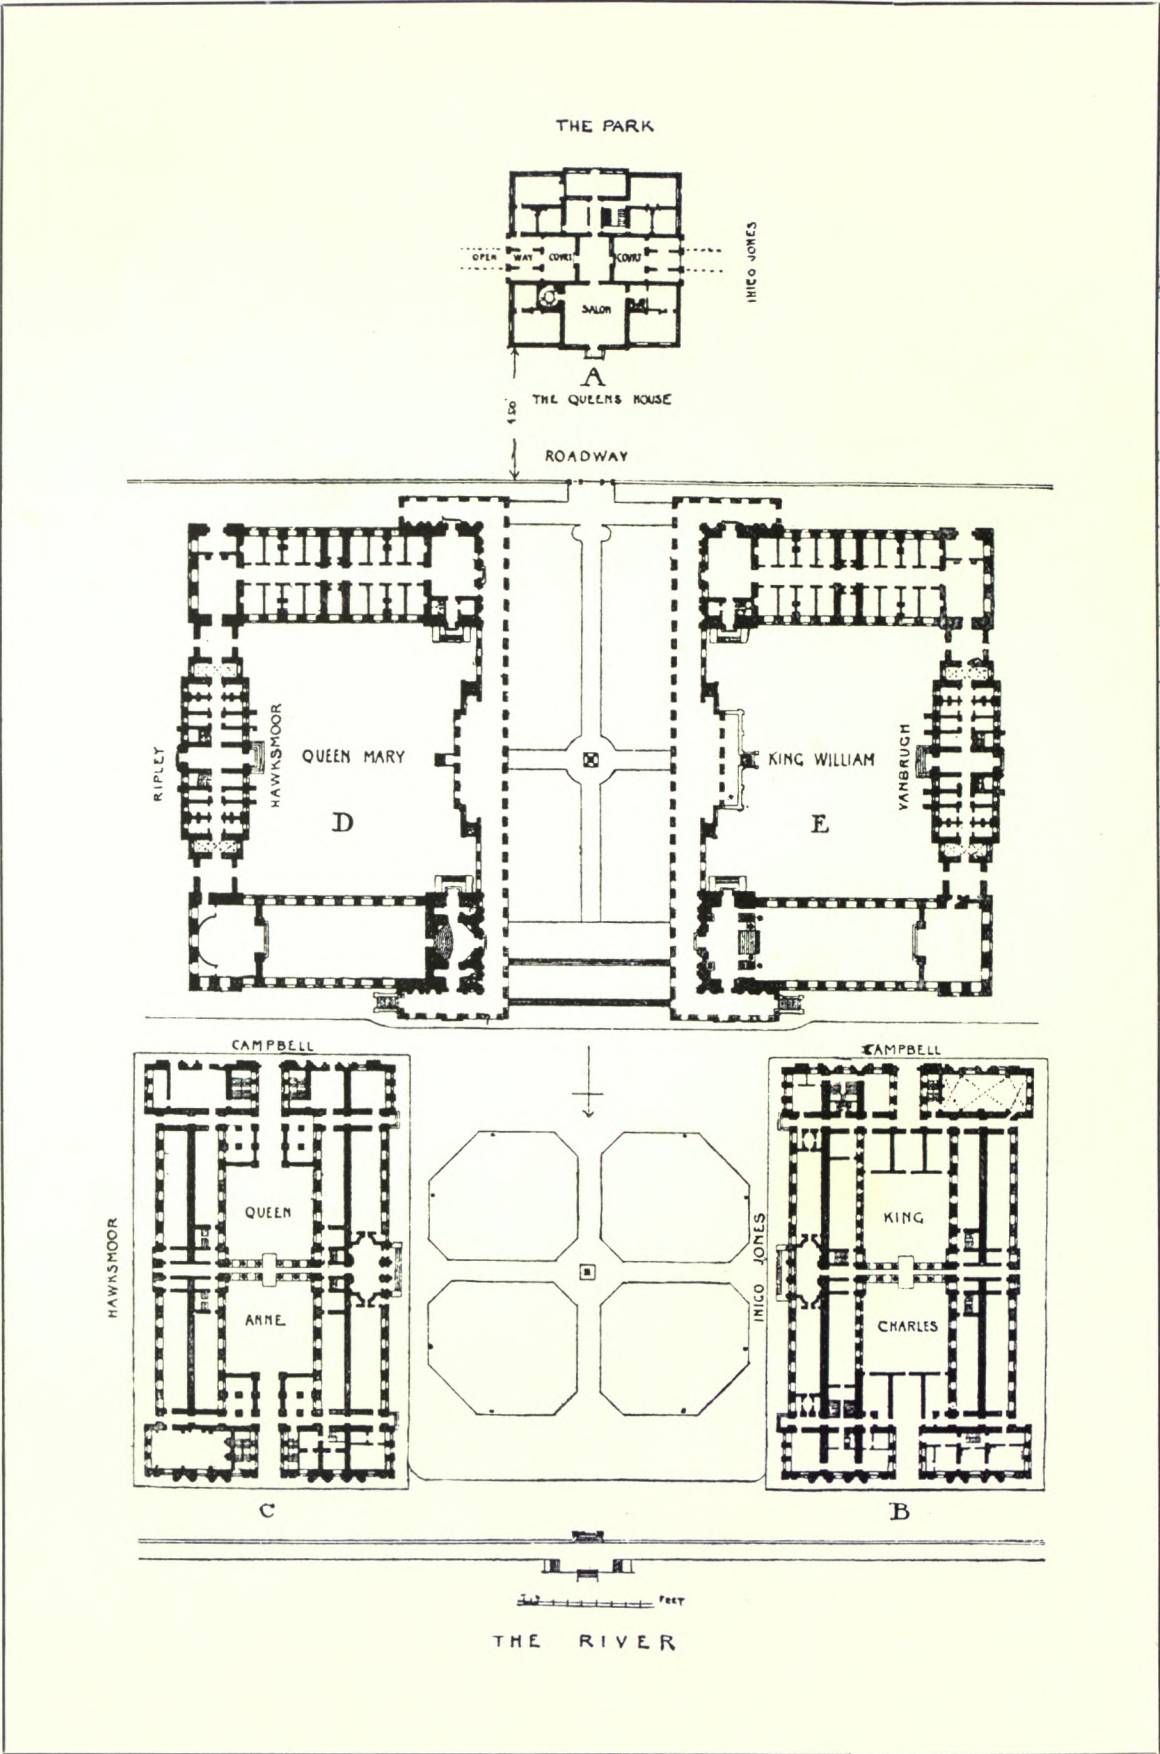 THE PARK
INIGO JONES
OPEN WAY COURT COURT
SALON
A
THE QUEENS HOUSE
ROADWAY
RIPLEY
HAWKSMOOR
QUEEN MARY
D
KING WILLIAM
E
VANBRUGH
CAMPBELL
CAMPBELL
HAWKSMOOR
QUEEN
ANNE
INIGO JONES
KING
CHARLES
C
B
FEET
THE RIVER